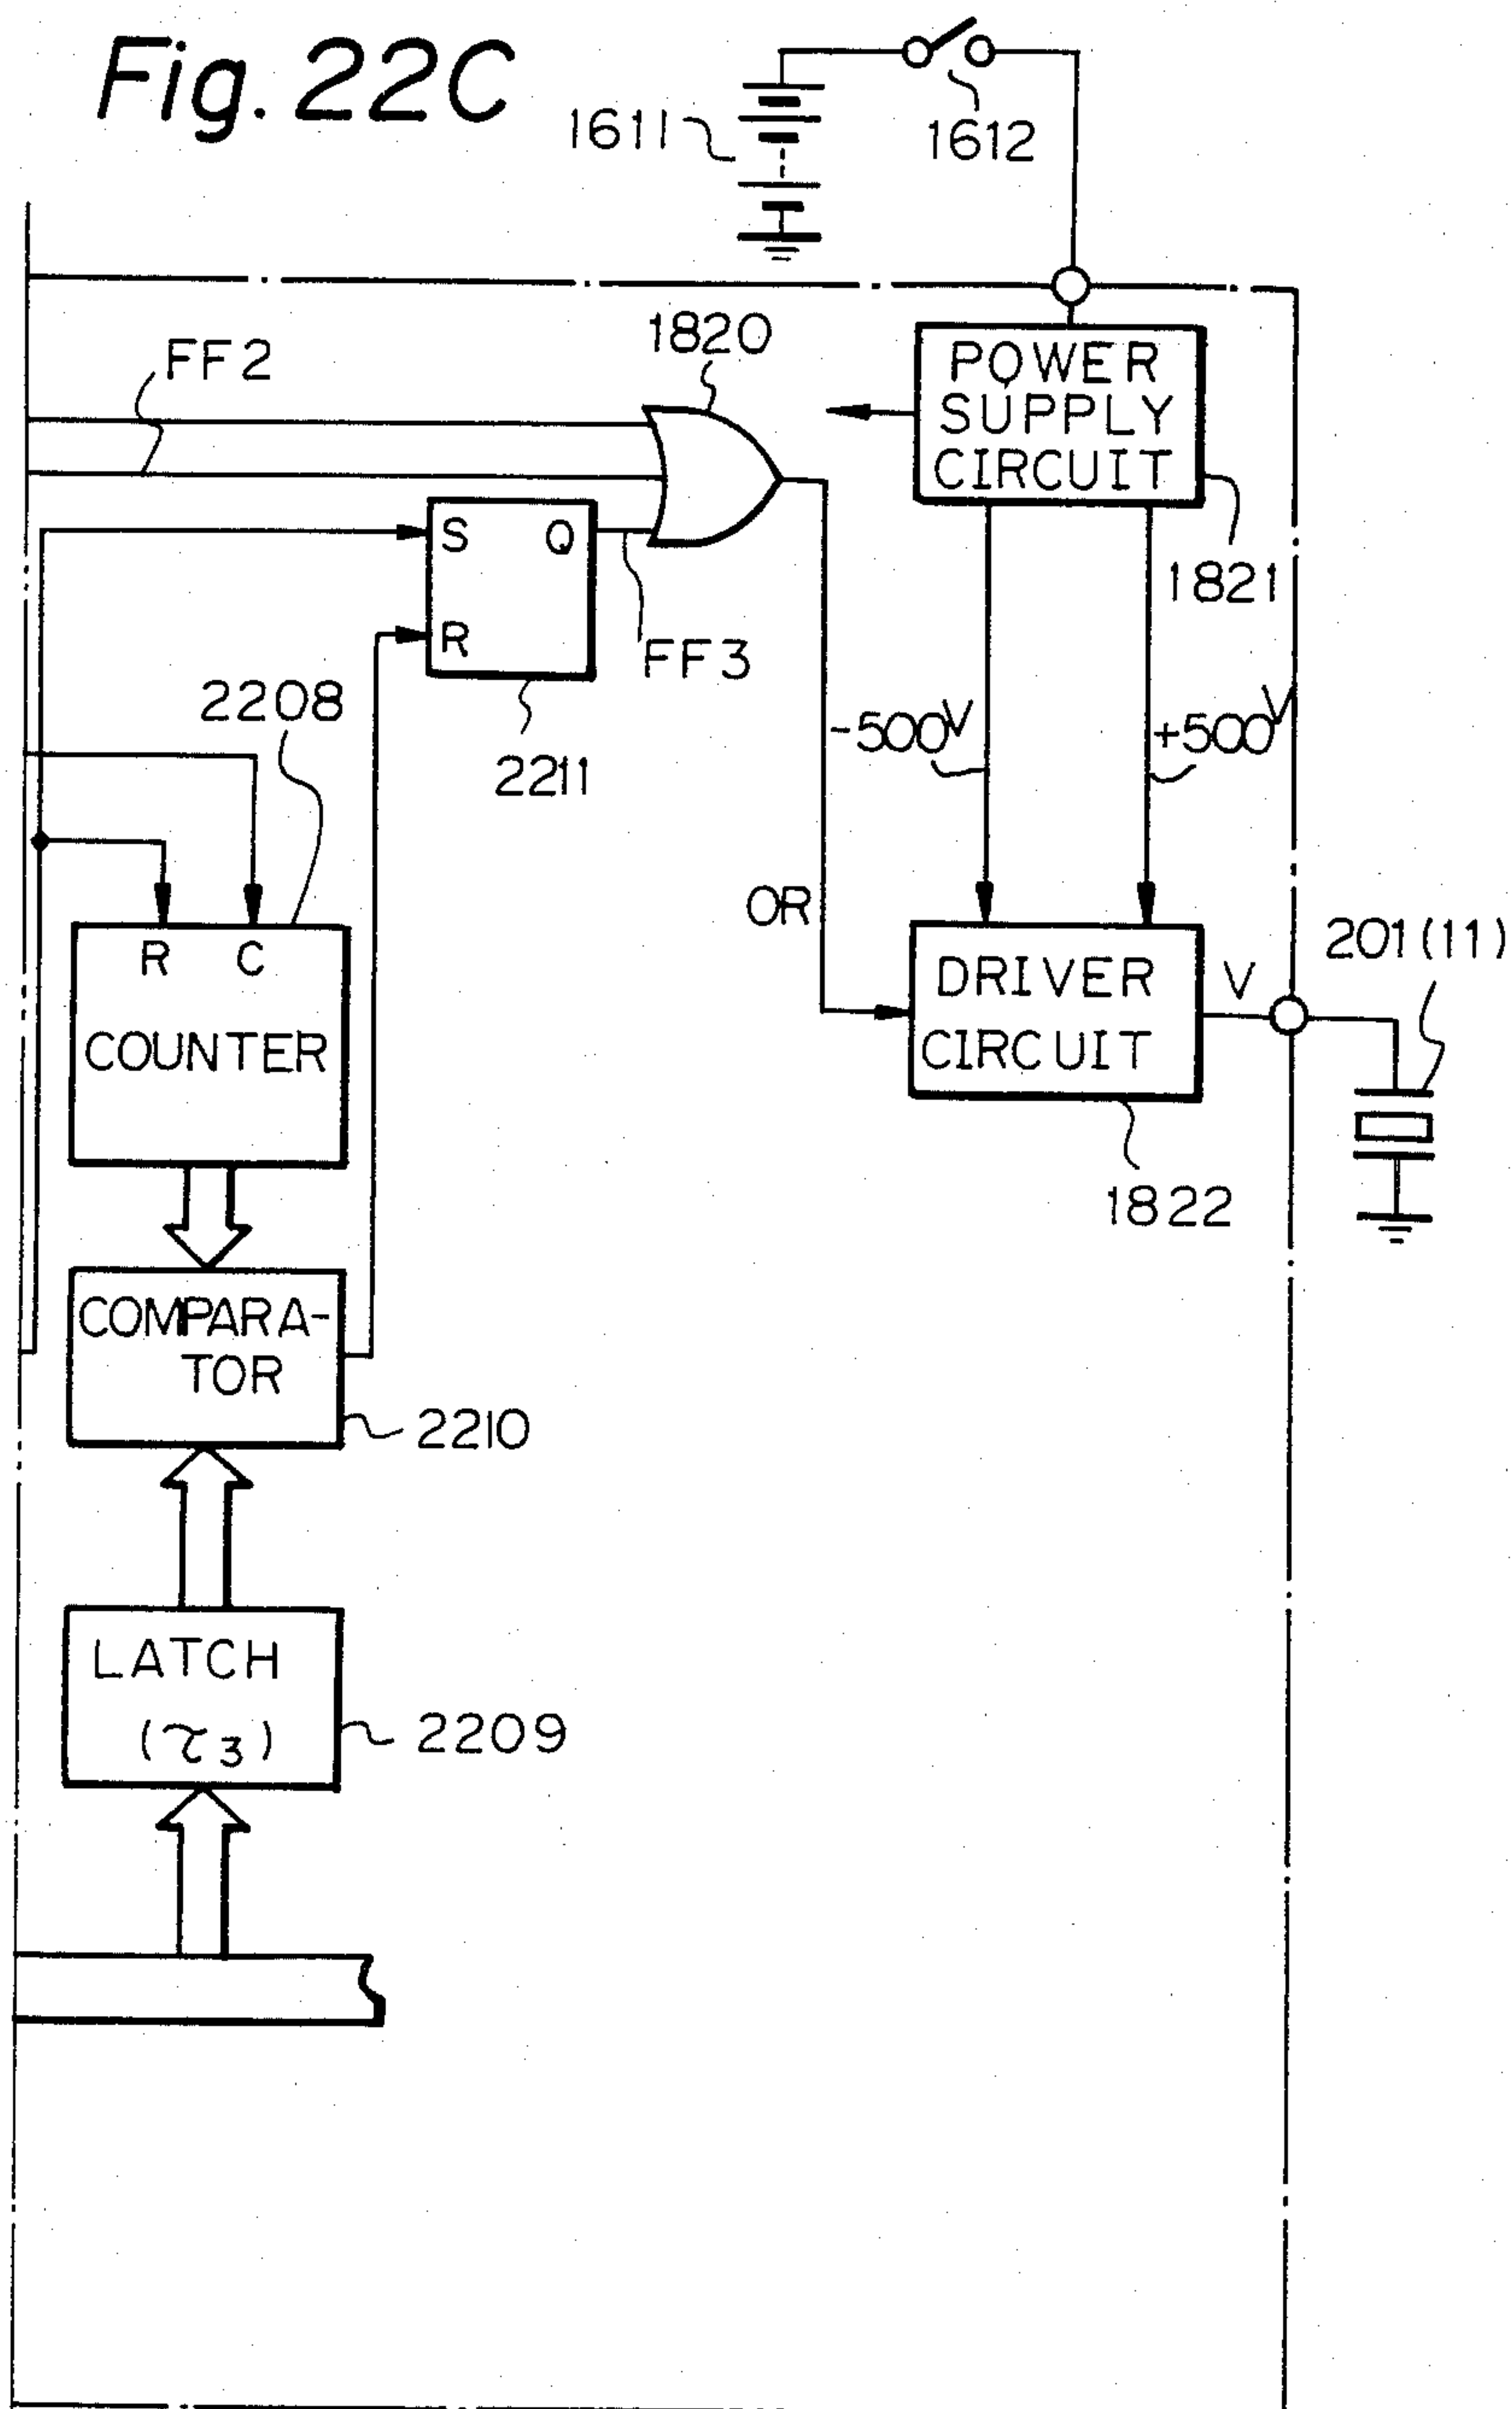 Fig. 22C
1611
1612
FF2
1820
POWER
SUPPLY
CIRCUIT
1821
S Q
R
FF3
2211
2208
-500V
+500V
R C
COUNTER
OR
DRIVER
CIRCUIT
V
201(11)
1822
COMPARA-
TOR
2210
LATCH
(τ3)
2209